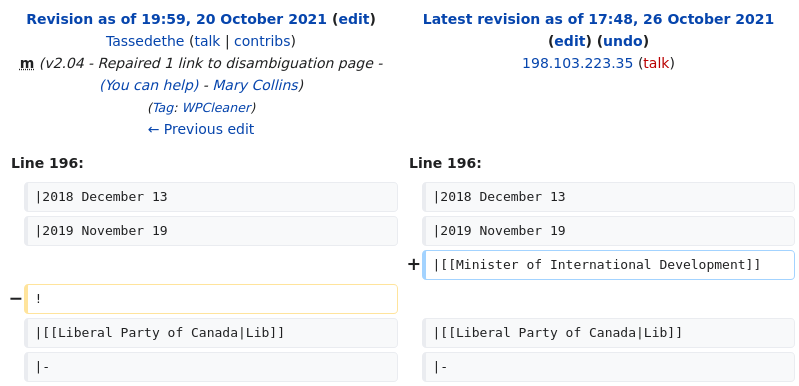 Revision as of 19:59, 20 October 2021 (edit)
Tassedethe (talk | contribs)
m (v2.04 - Repaired 1 link to disambiguation page -
(You can help) - Mary Collins)
(Tag: WPCleaner)
← Previous edit
Latest revision as of 17:48, 26 October 2021
(edit) (undo)
198.103.223.35 (talk)
Line 196:
Line 196:
|2018 December 13
|2018 December 13
|2019 November 19
|2019 November 19
+ |[[Minister of International Development]]
− !
|[[Liberal Party of Canada|Lib]]
|[[Liberal Party of Canada|Lib]]
|-
|-